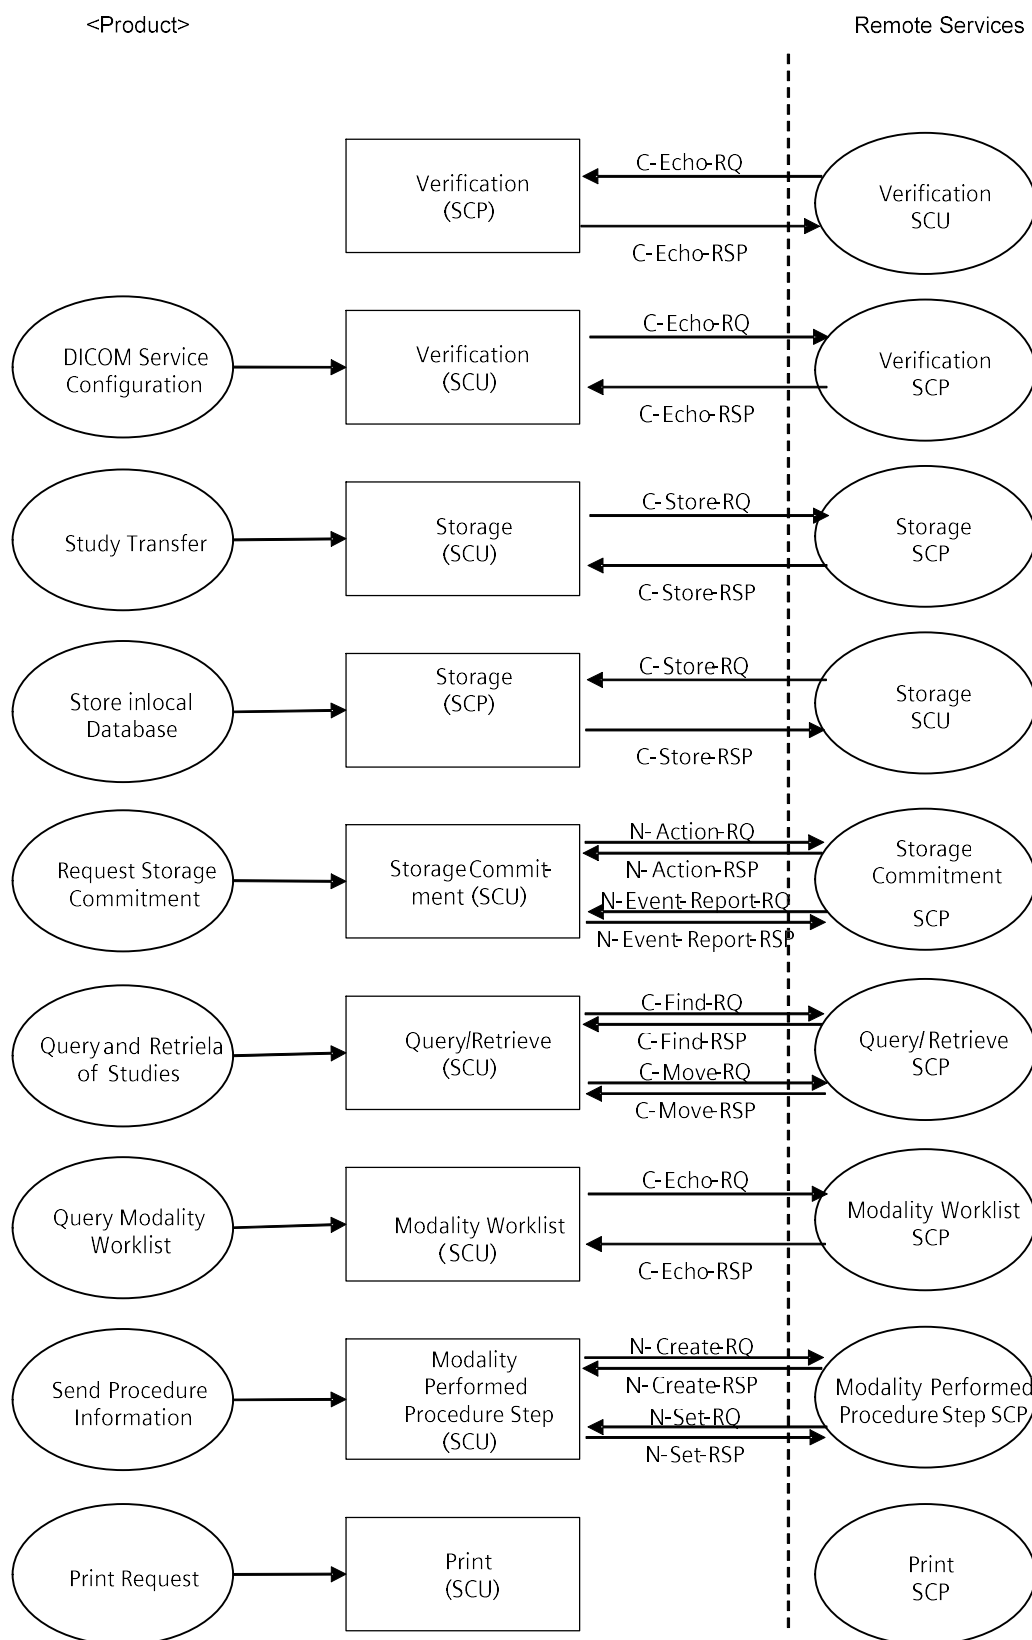 <Product>
Remote Services
C-Echo-RQ
Verification
(SCP)
Verification
SCU
C-Echo-RSP
C-Echo-RQ
DICOM Service
Configuration
Verification
(SCU)
Verification
SCP
C-Echo-RSP
C-Store-RQ
Study Transfer
Storage
(SCU)
Storage
SCP
C-Store-RSP
C-Store-RQ
Store inlocal
Database
Storage
(SCP)
Storage
SCU
C-Store-RSP
N-Action-RQ
Request Storage
Commitment
Storage Commit-
ment (SCU)
N-Action-RSP
Storage
Commitment
SCP
N-Event-Report-RQ
N-Event-Report-RSP
C-Find-RQ
Query and Retriela
of Studies
Query/Retrieve
(SCU)
C-Find-RSP
Query/Retrieve
SCP
C-Move-RQ
C-Move-RSP
C-Echo-RQ
Query Modality
Worklist
Modality Worklist
(SCU)
Modality Worklist
SCP
C-Echo-RSP
N-Create-RQ
Send Procedure
Information
Modality
Performed
Procedure Step
(SCU)
N-Create-RSP
Modality Performed
Procedure Step SCP
N-Set-RQ
N-Set-RSP
Print Request
Print
(SCU)
Print
SCP